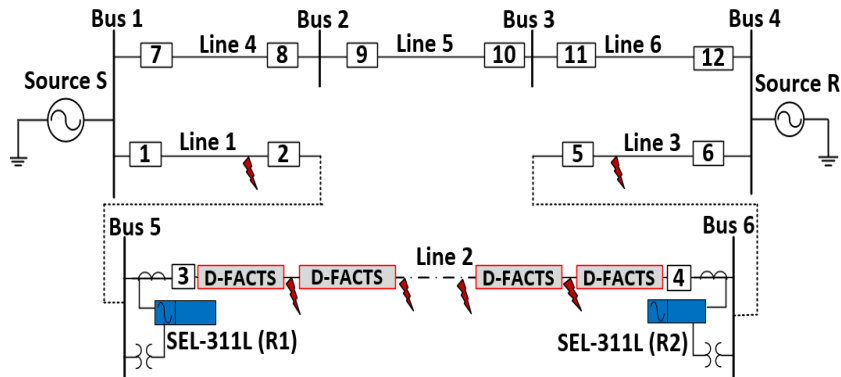 Bus 1
Bus 2
Bus 3
Bus 4
7
Line 4
8
9
Line 5
10
11
Line 6
12
Source S
Source R
1
Line 1
2
5
Line 3
6
Bus 5
Bus 6
3
D-FACTS
D-FACTS
Line 2
D-FACTS
D-FACTS
4
SEL-311L (R1)
SEL-311L (R2)